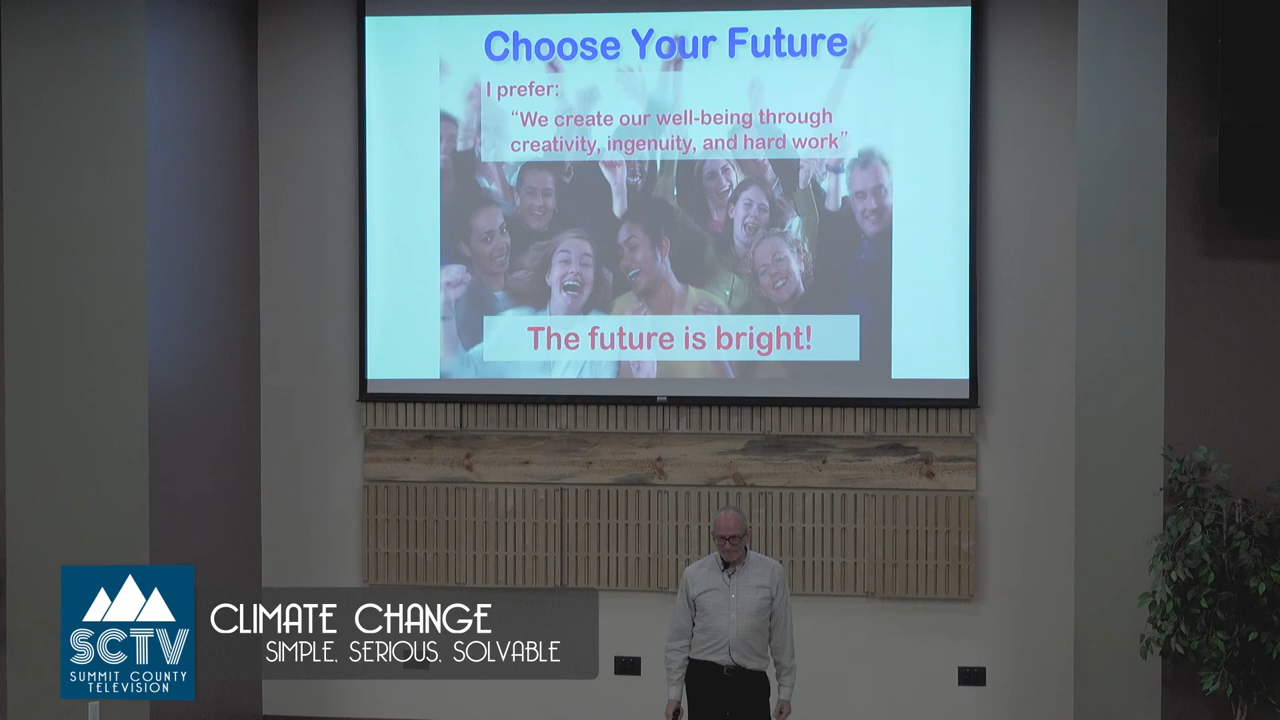 Choose Your Future
I prefer:
“We create our well-being through
creativity, ingenuity, and hard work”
The future is bright!
SCTV
SUMMIT COUNTY
TELEVISION
CLIMATE CHANGE
SIMPLE, SERIOUS, SOLVABLE